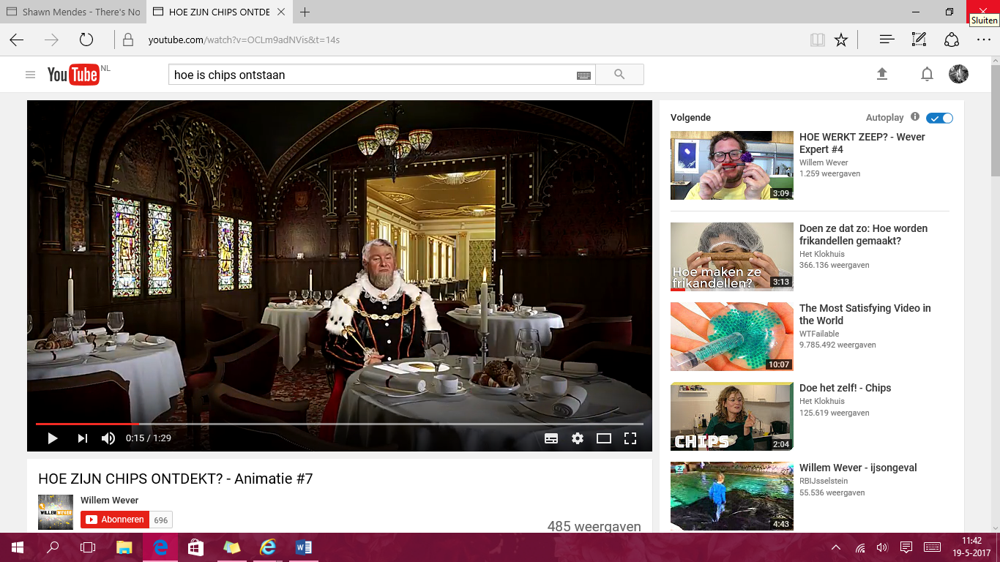 Shawn Mendes - There's No
HOE ZIJN CHIPS ONTDE
Sluiten
youtube.com/watch?v=OCLm9adNVis&t=14s
YouTube NL
hoe is chips ontstaan
Volgende
Autoplay
HOE WERKT ZEEP? - Wever
Expert #4
Willem Wever
1.259 weergaven
3:09
Doen ze dat zo: Hoe worden
frikandellen gemaakt?
Het Klokhuis
366.136 weergaven
Hoe maken ze
frikandellen?
3:13
The Most Satisfying Video in
the World
WTFailable
9.785.492 weergaven
10:07
Doe het zelf! - Chips
Het Klokhuis
125.619 weergaven
CHIPS
2:04
Willem Wever - ijsongeval
RBIJsselstein
55.536 weergaven
4:43
0:15 / 1:29
HOE ZIJN CHIPS ONTDEKT? - Animatie #7
WILLEM WEVER
Willem Wever
Abonneren
696
485 weergaven
11:42
19-5-2017